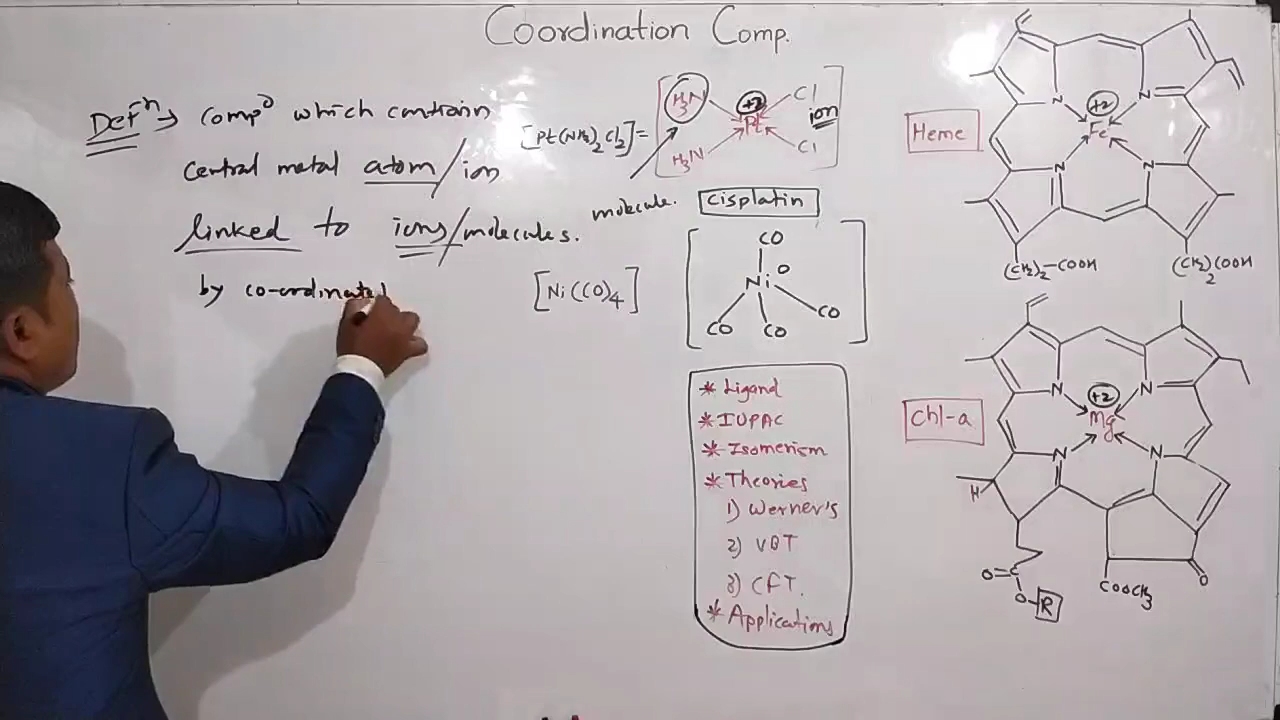 Coordination Comp.
Defⁿ → Compᵈ which contains
central metal atom/ion
linked to ions/molecules.
by co-ordinate
[Pt(NH₃)₂Cl₂] =
H₃N
+2
Pt
Cl
ion
H₃N
Cl
molecule.
Cisplatin
[Ni(CO)₄]
CO
Ni
O
CO
CO
CO
* Ligand
* IUPAC
* Isomerism
* Theories
1) Werner's
2) VBT
3) CFT.
* Applications
Heme
N
N
+2
Fe
N
N
(CH₂)₂-COOH
(CH₂)₂COOH
Chl-a
N
N
+2
Mg
N
N
H
O=C
O-R
COOCH₃
O